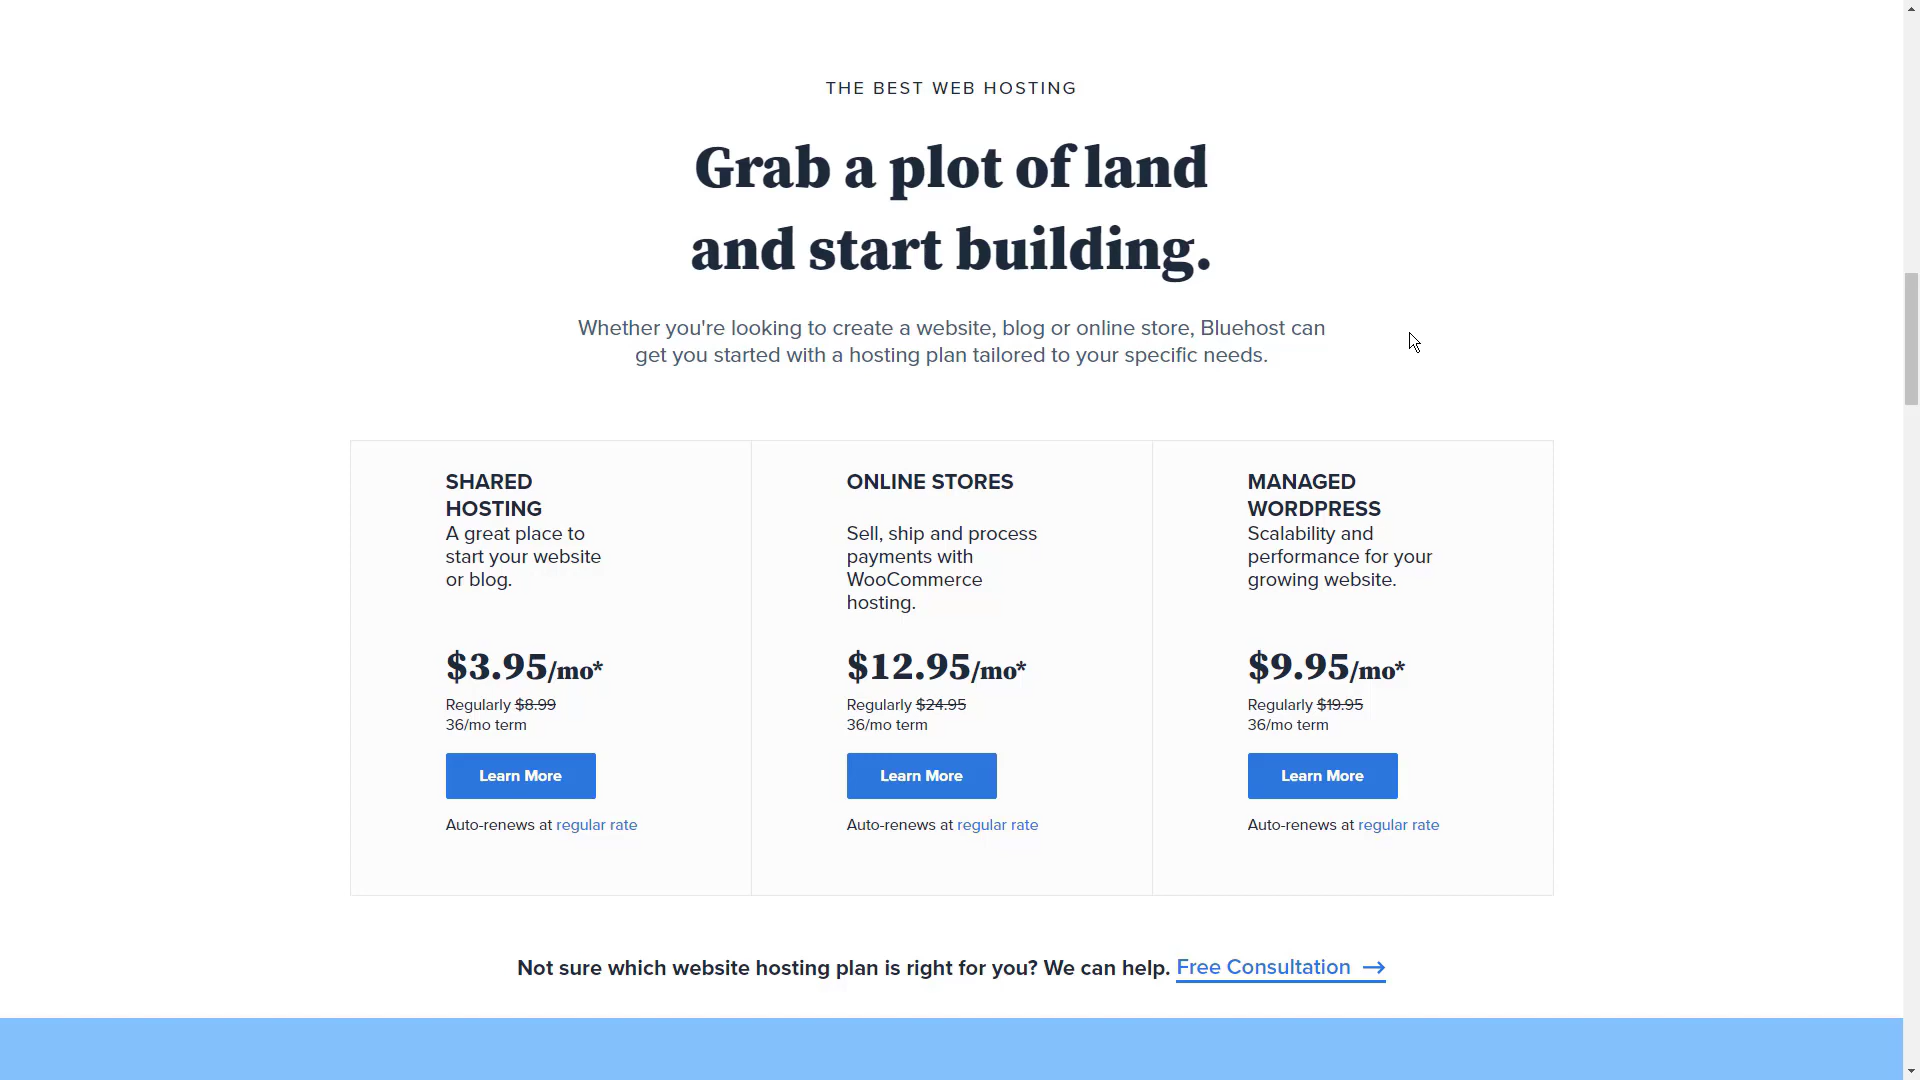 THE BEST WEB HOSTING
Grab a plot of land
and start building.
Whether you're looking to create a website, blog or online store, Bluehost can
get you started with a hosting plan tailored to your specific needs.
SHARED
HOSTING
A great place to
start your website
or blog.
$3.95/mo*
Regularly $8.99
36/mo term
Learn More
Auto-renews at regular rate
ONLINE STORES
Sell, ship and process
payments with
WooCommerce
hosting.
$12.95/mo*
Regularly $24.95
36/mo term
Learn More
Auto-renews at regular rate
MANAGED
WORDPRESS
Scalability and
performance for your
growing website.
$9.95/mo*
Regularly $19.95
36/mo term
Learn More
Auto-renews at regular rate
Not sure which website hosting plan is right for you? We can help. Free Consultation →